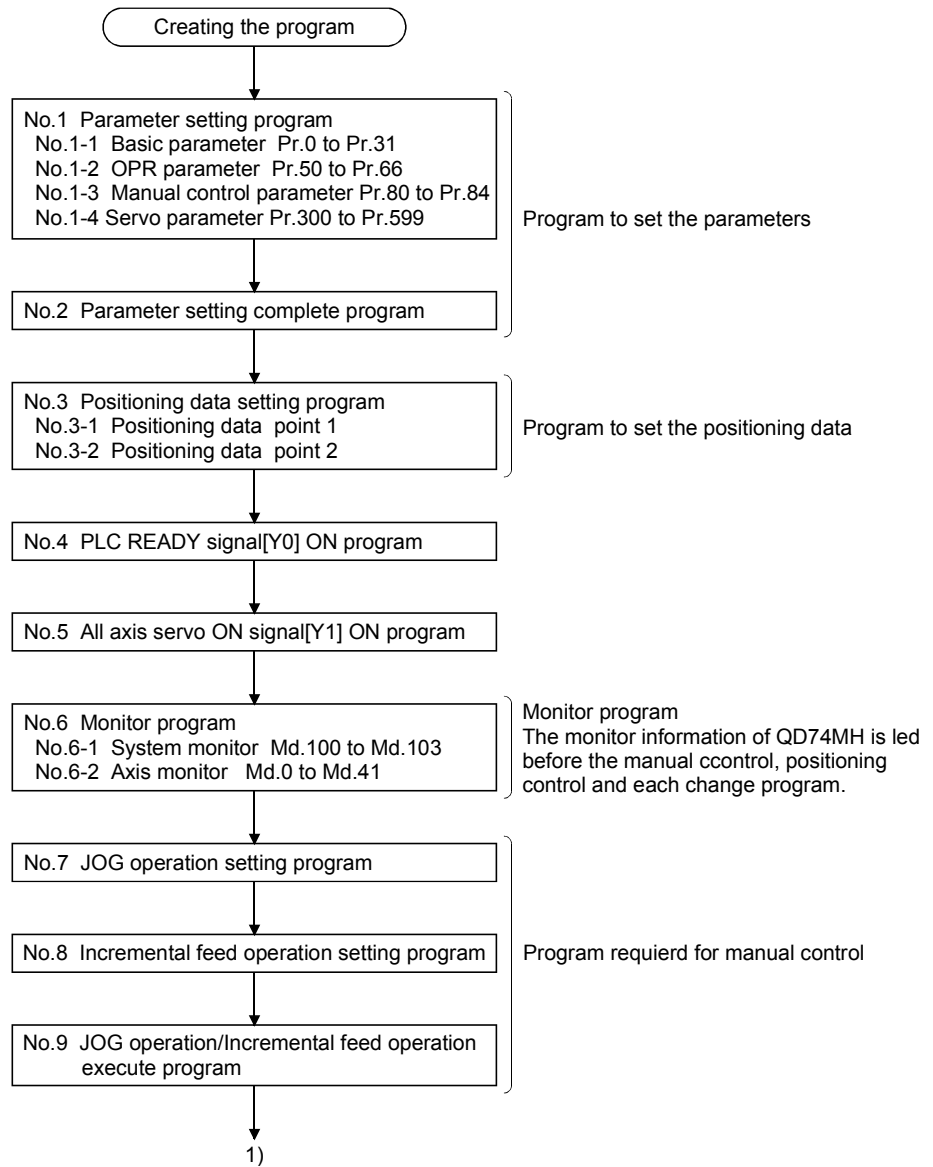 Creating the program
No.1 Parameter setting program
No.1-1 Basic parameter Pr.0 to Pr.31
No.1-2 OPR parameter Pr.50 to Pr.66
No.1-3 Manual control parameter Pr.80 to Pr.84
No.1-4 Servo parameter Pr.300 to Pr.599
Program to set the parameters
No.2 Parameter setting complete program
No.3 Positioning data setting program
No.3-1 Positioning data point 1
No.3-2 Positioning data point 2
Program to set the positioning data
No.4 PLC READY signal[Y0] ON program
No.5 All axis servo ON signal[Y1] ON program
No.6 Monitor program
No.6-1 System monitor Md.100 to Md.103
No.6-2 Axis monitor Md.0 to Md.41
Monitor program
The monitor information of QD74MH is led
before the manual ccontrol, positioning
control and each change program.
No.7 JOG operation setting program
No.8 Incremental feed operation setting program
Program requierd for manual control
No.9 JOG operation/Incremental feed operation
execute program
1)